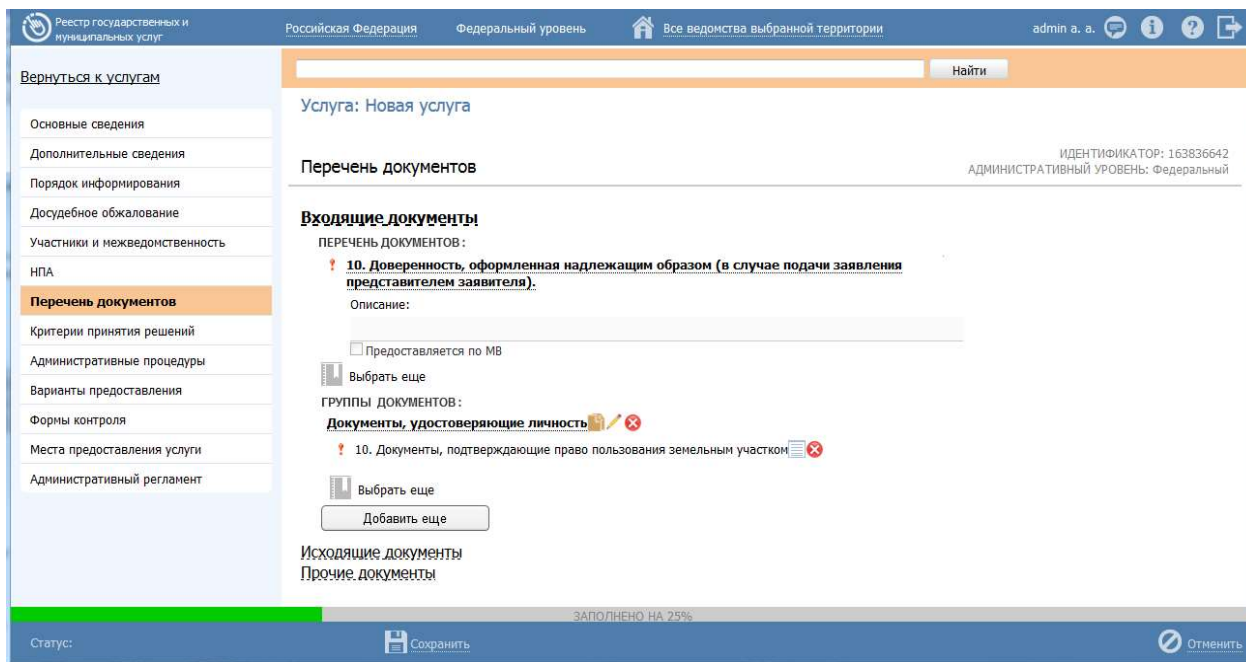 Реестр государственных и
муниципальных услуг
Российская Федерация
Федеральный уровень
Все ведомства выбранной территории
admin a. a.
Вернуться к услугам
Найти
Основные сведения
Дополнительные сведения
Порядок информирования
Досудебное обжалование
Участники и межведомственность
НПА
Перечень документов
Критерии принятия решений
Административные процедуры
Варианты предоставления
Формы контроля
Места предоставления услуги
Административный регламент
Услуга: Новая услуга
Перечень документов
ИДЕНТИФИКАТОР: 163836642
АДМИНИСТРАТИВНЫЙ УРОВЕНЬ: Федеральный
Входящие документы
ПЕРЕЧЕНЬ ДОКУМЕНТОВ:
10. Доверенность, оформленная надлежащим образом (в случае подачи заявления
представителем заявителя).
Описание:
Предоставляется по МВ
Выбрать еще
ГРУППЫ ДОКУМЕНТОВ:
Документы, удостоверяющие личность
10. Документы, подтверждающие право пользования земельным участком
Выбрать еще
Добавить еще
Исходящие документы
Прочие документы
ЗАПОЛНЕНО НА 25%
Статус:
Сохранить
Отменить